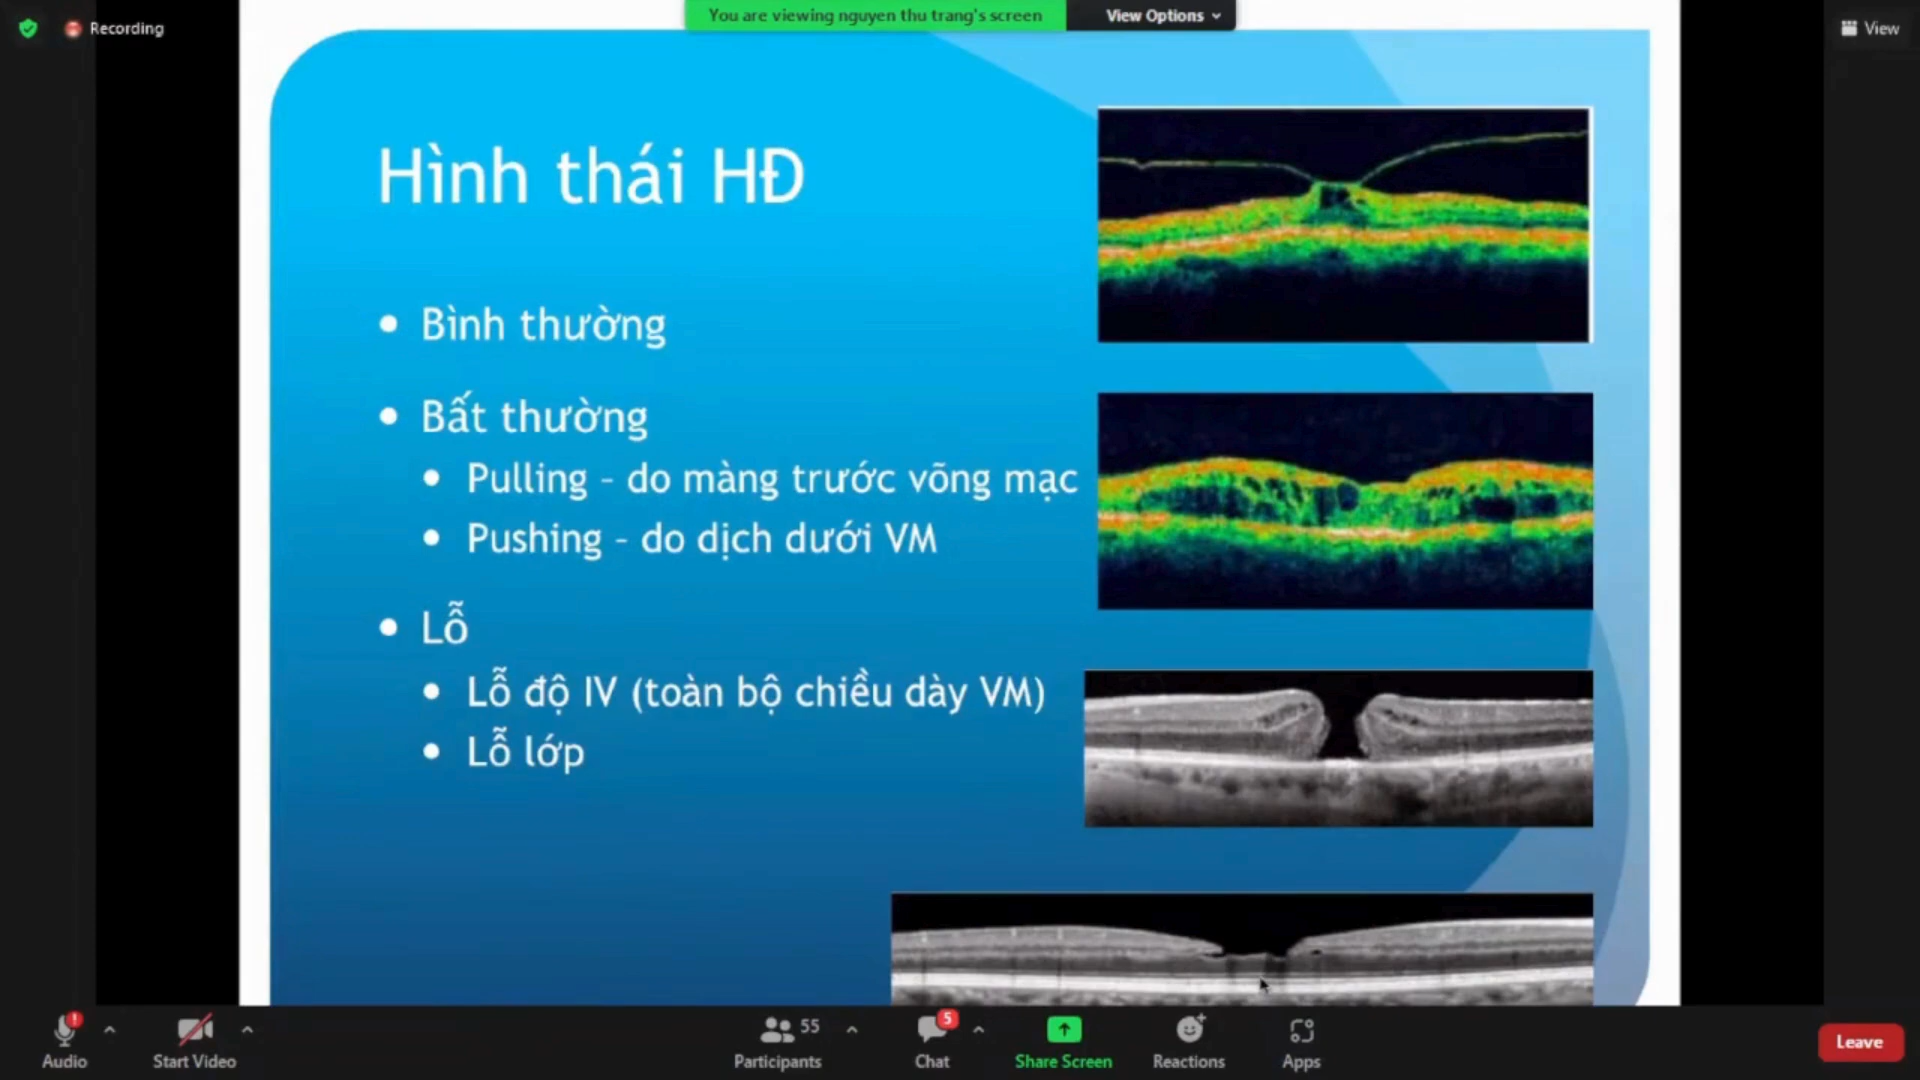 Recording
You are viewing nguyen thu trang's screen
View Options
View
Hình thái HĐ
Bình thường
Bất thường
Pulling – do màng trước võng mạc
Pushing – do dịch dưới VM
Lỗ
Lỗ độ IV (toàn bộ chiều dày VM)
Lỗ lớp
Audio
Start Video
55
Participants
5
Chat
Share Screen
Reactions
Apps
Leave